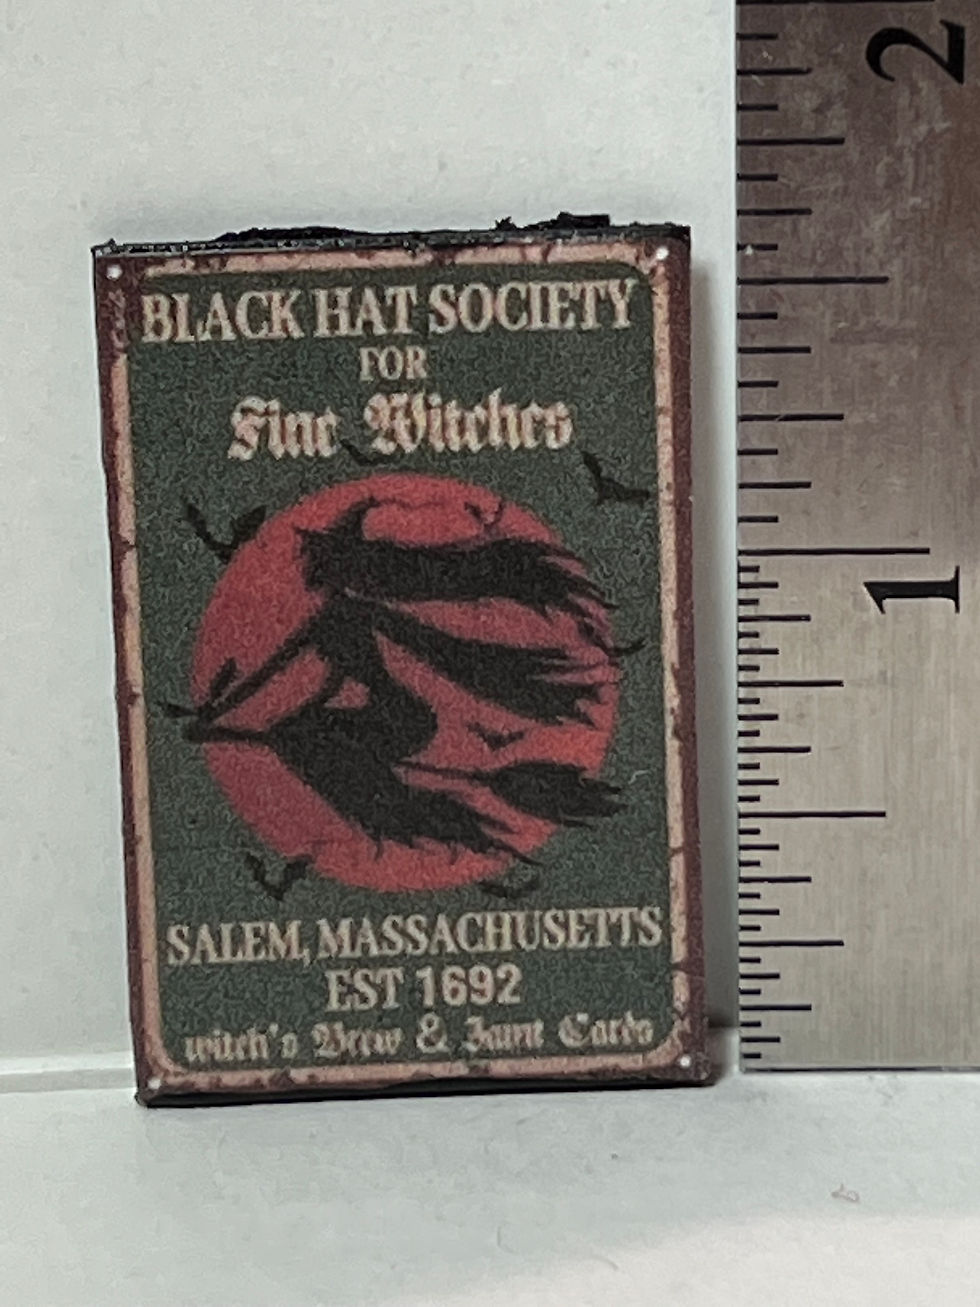 BLACK HAT SOCIETY
FOR
Fine Witches
SALEM, MASSACHUSETTS
EST 1692
witch's Brew & Tarot Cards
2
1